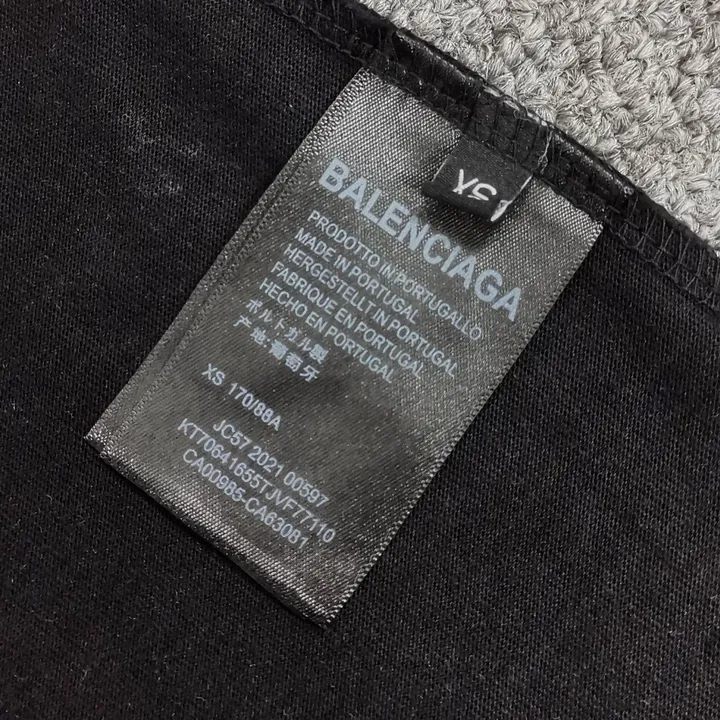 XS
BALENCIAGA
PRODOTTO IN PORTUGALLO
MADE IN PORTUGAL
HERGESTELLT IN PORTUGAL
FABRIQUE EN PORTUGAL
HECHO EN PORTUGAL
ポルトガル製
产地:葡萄牙
XS 170/88A
JC57 2021 00597
KT70641655TJVF77110
CA00985-CA63081